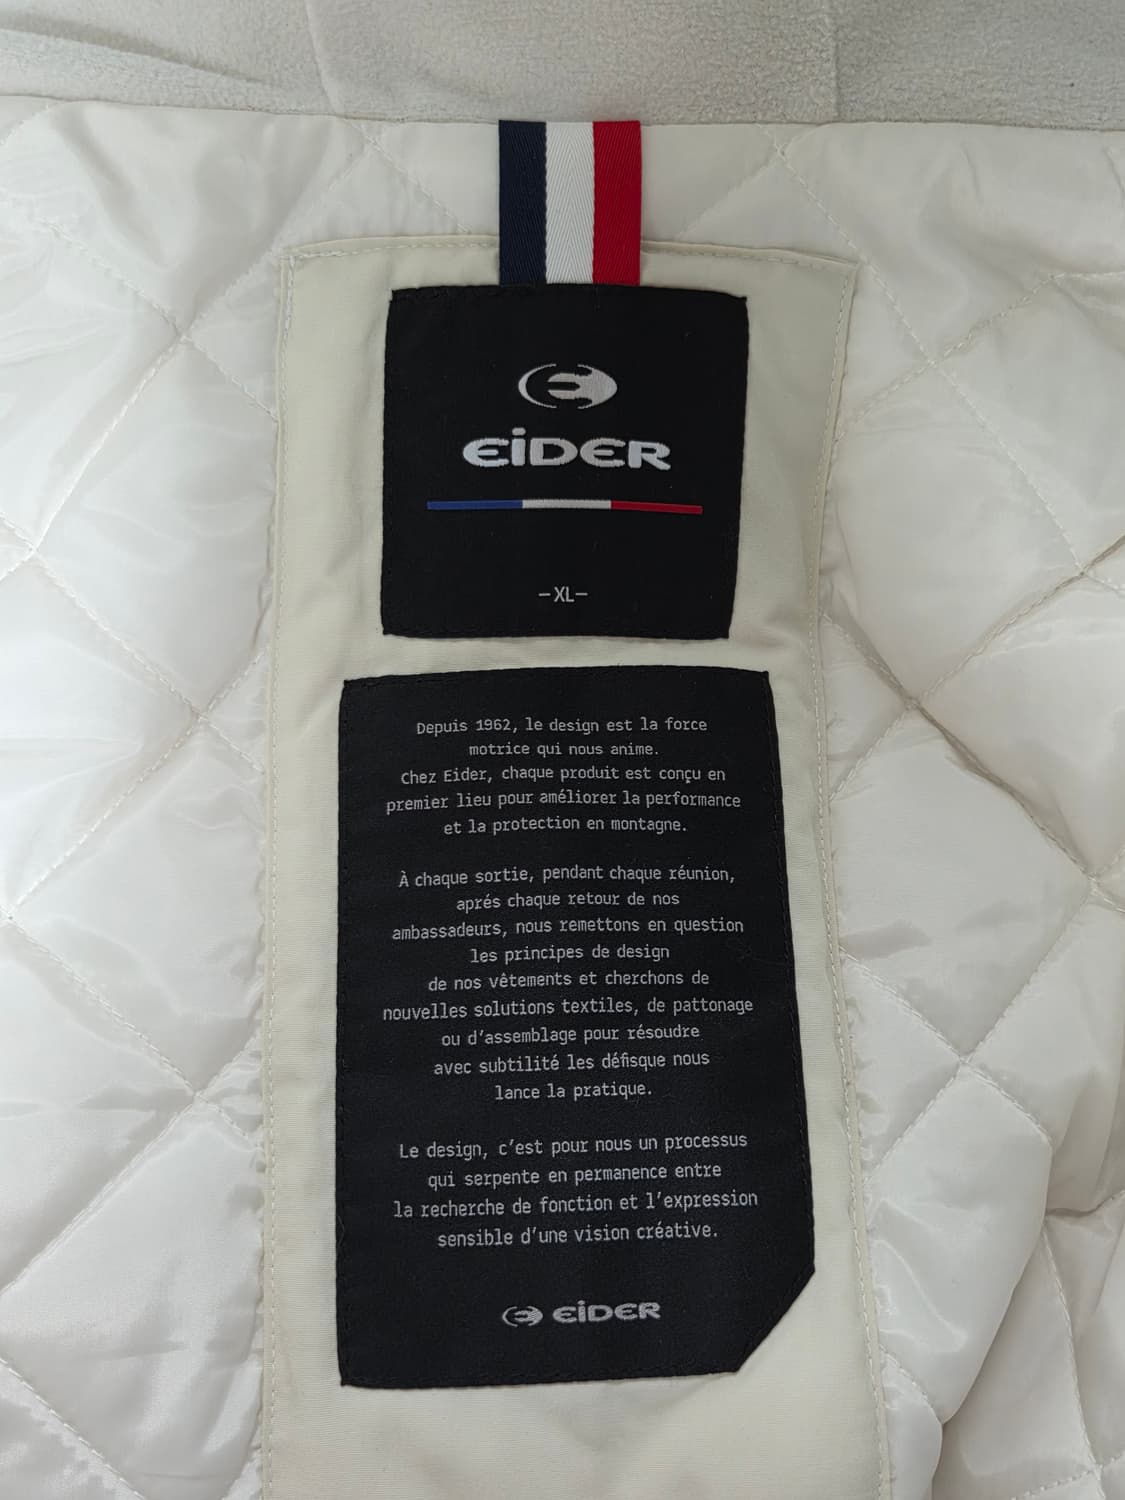 EiDER
—XL—
Depuis 1962, le design est la force
motrice qui nous anime.
Chez Eider, chaque produit est conçu en
premier lieu pour améliorer la performance
et la protection en montagne.
À chaque sortie, pendant chaque réunion,
aprés chaque retour de nos
ambassadeurs, nous remettons en question
les principes de design
de nos vêtements et cherchons de
nouvelles solutions textiles, de pattonage
ou d'assemblage pour résoudre
avec subtilité les défisque nous
lance la pratique.
Le design, c'est pour nous un processus
qui serpente en permanence entre
la recherche de fonction et l'expression
sensible d'une vision créative.
EiDER